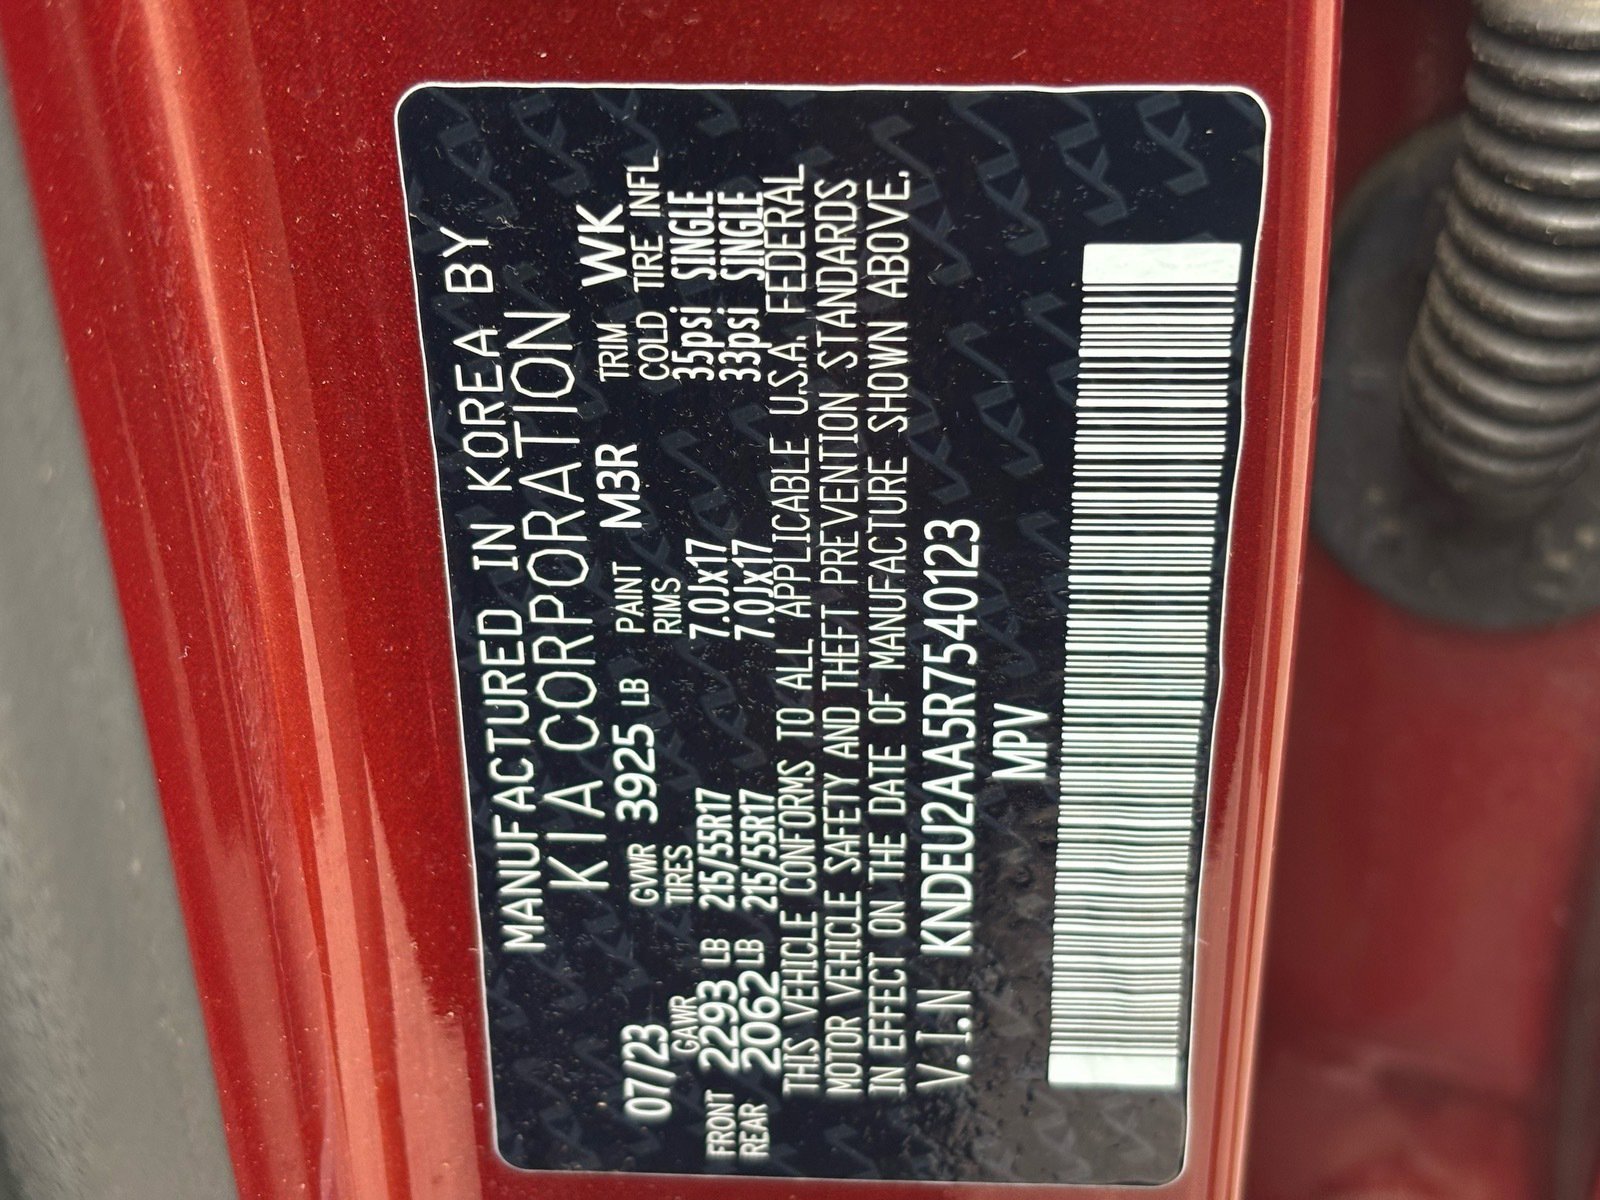 MANUFACTURED IN KOREA BY
KIA CORPORATION
07/23 GVWR 3925 LB PAINT M3R TRIM WK
GAWR TIRES RIMS COLD TIRE INFL
FRONT 2293 LB 215/55R17 7.0Jx17 35psi SINGLE
REAR 2062 LB 215/55R17 7.0Jx17 33psi SINGLE
THIS VEHICLE CONFORMS TO ALL APPLICABLE U.S.A. FEDERAL
MOTOR VEHICLE SAFETY AND THEFT PREVENTION STANDARDS
IN EFFECT ON THE DATE OF MANUFACTURE SHOWN ABOVE.
V.I.N KNDEU2AA5R7540123
MPV